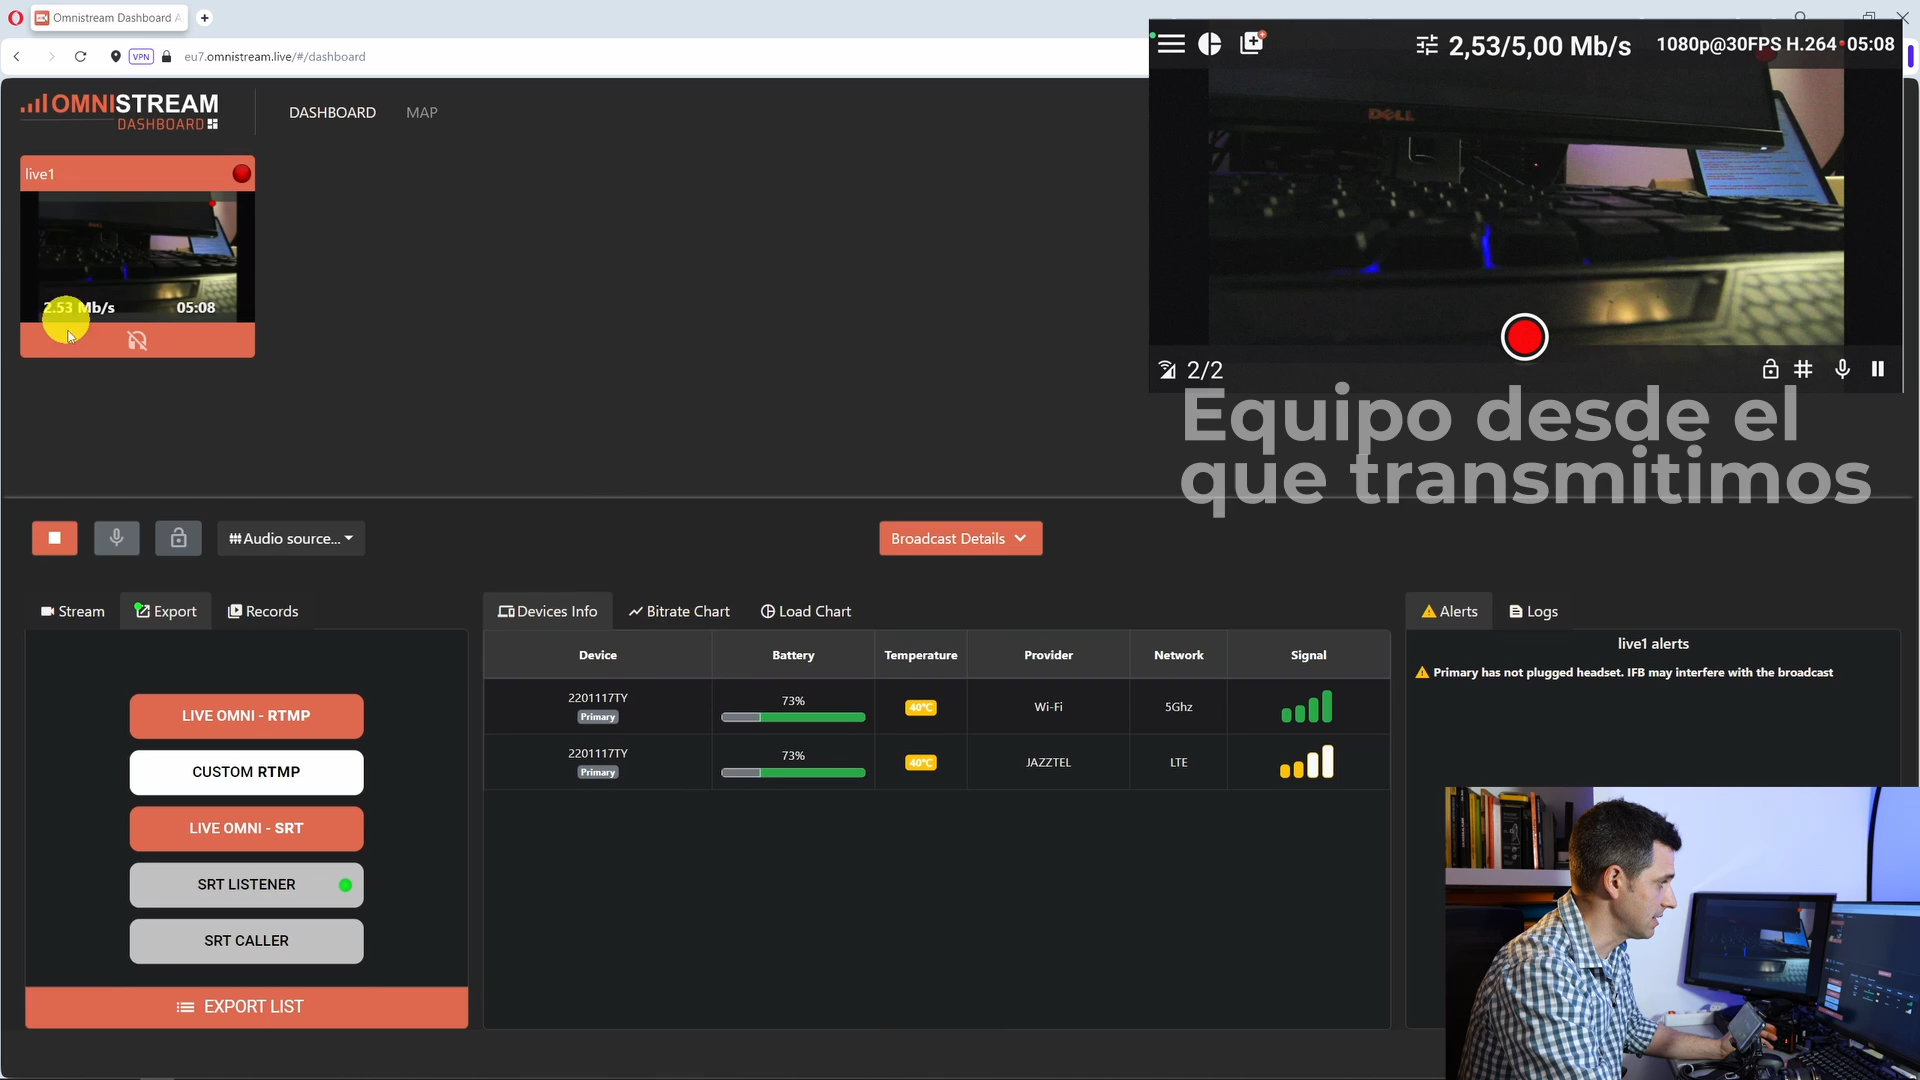 Omnistream Dashboard A
VPN
eu7.omnistream.live/#/dashboard
OMNISTREAM
DASHBOARD
DASHBOARD
MAP
live1
2.53 Mb/s
05:08
2,53/5,00 Mb/s
1080p@30FPS H.264
05:08
DELL
2/2
Equipo desde el
que transmitimos
Audio source...
Broadcast Details
Stream
Export
Records
LIVE OMNI - RTMP
CUSTOM RTMP
LIVE OMNI - SRT
SRT LISTENER
SRT CALLER
EXPORT LIST
Devices Info
Bitrate Chart
Load Chart
Device Battery Temperature Provider Network Signal
2201117TY 73% 40°C Wi-Fi 5Ghz
Primary
2201117TY 73% 40°C JAZZTEL LTE
Primary
Alerts
Logs
live1 alerts
Primary has not plugged headset. IFB may interfere with the broadcast